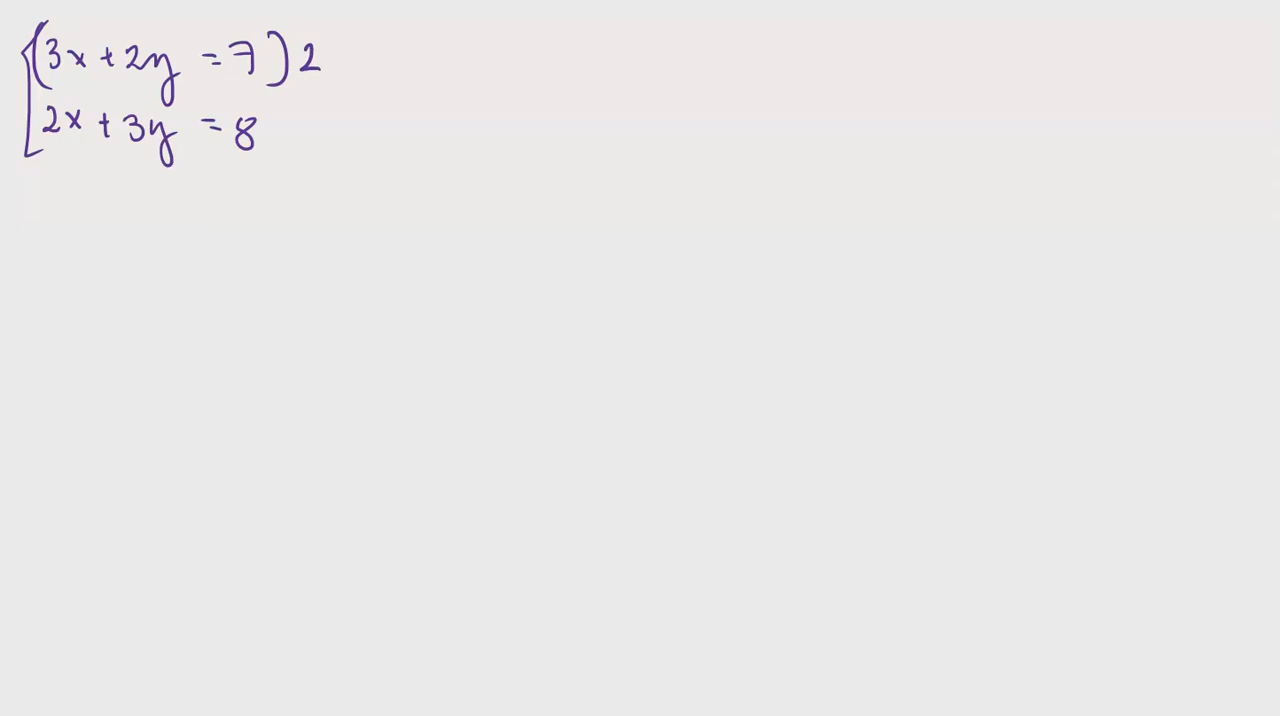 (3x + 2y = 7) 2
2x + 3y = 8